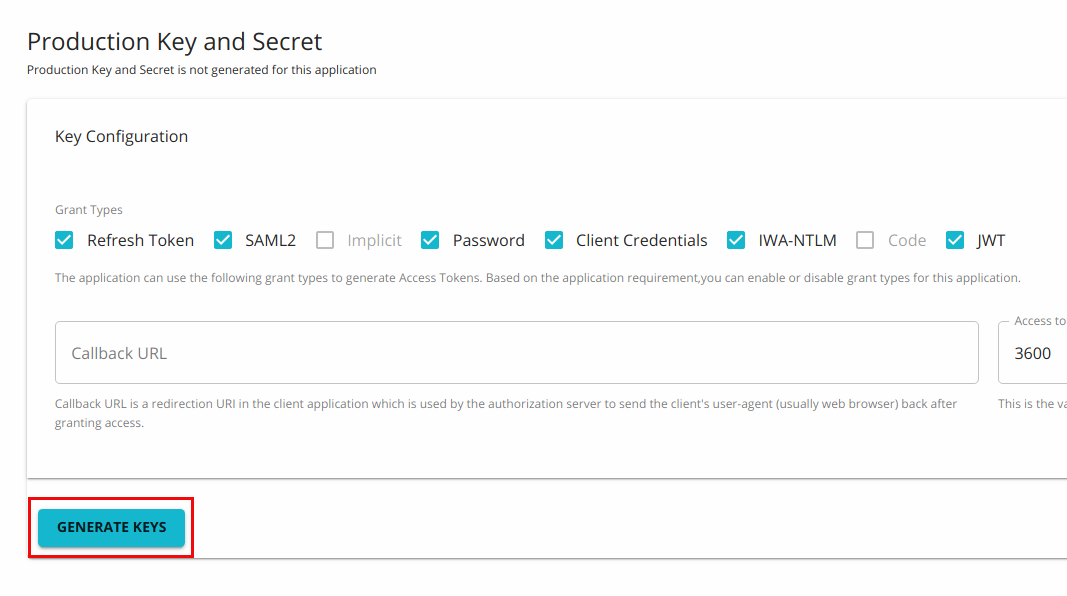 Production Key and Secret
Production Key and Secret is not generated for this application
Key Configuration
Grant Types
Refresh Token SAML2 Implicit Password Client Credentials IWA-NTLM Code JWT
The application can use the following grant types to generate Access Tokens. Based on the application requirement,you can enable or disable grant types for this application.
Access to
Callback URL 3600
Callback URL is a redirection URI in the client application which is used by the authorization server to send the client's user-agent (usually web browser) back after
granting access.
This is the va
GENERATE KEYS